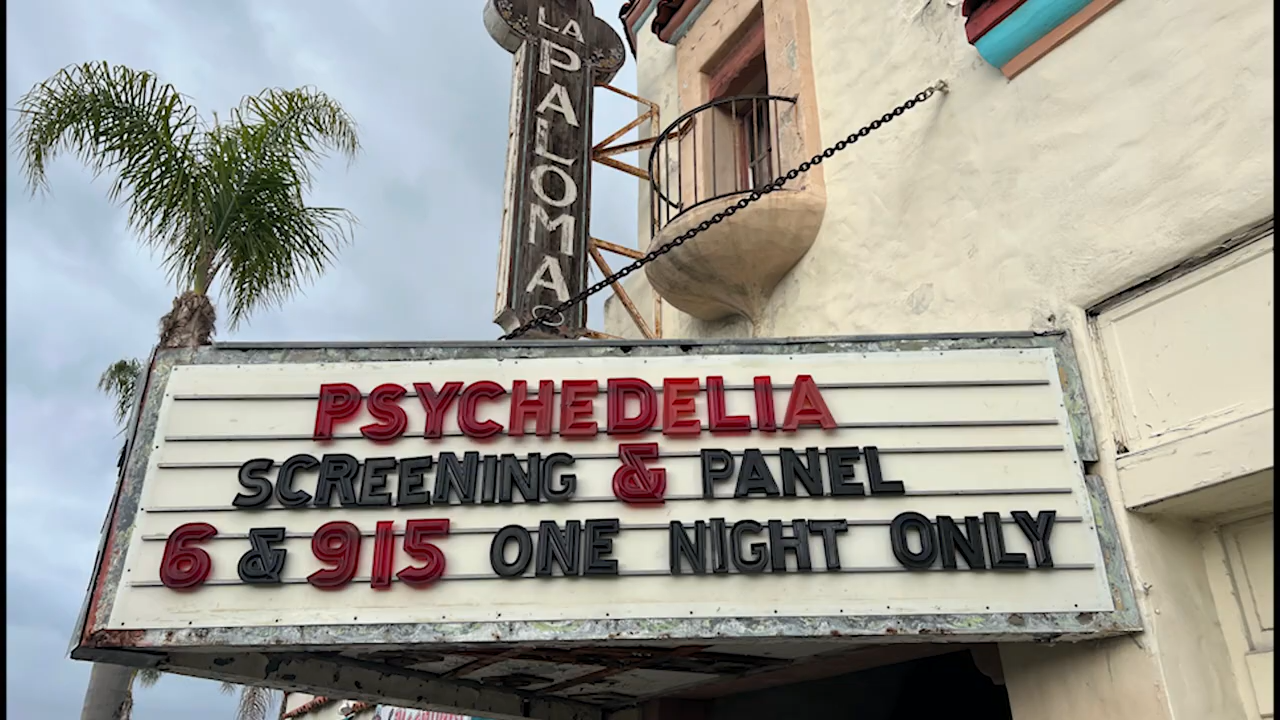 LA
PALOMA
PSYCHEDELIA
SCREENING & PANEL
6 & 915 ONE NIGHT ONLY